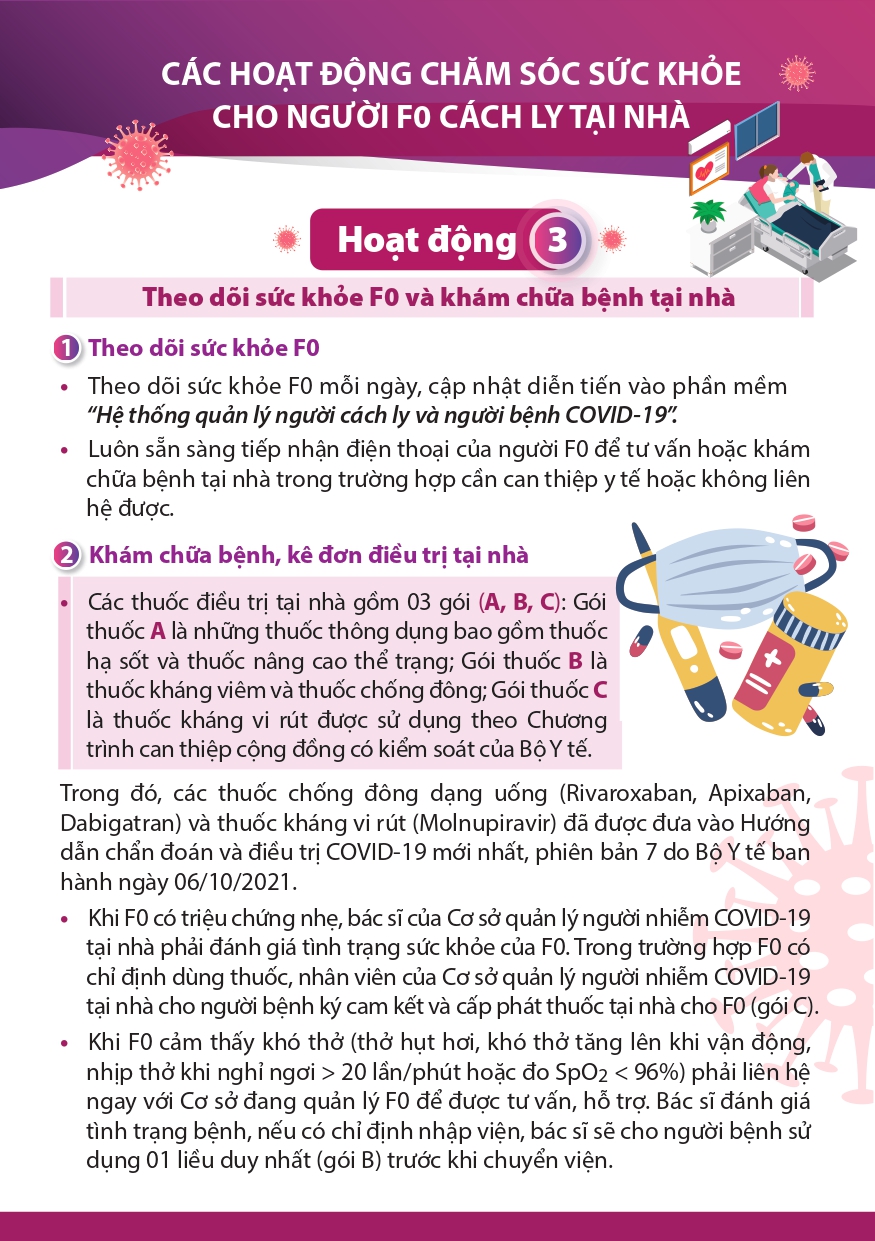 CÁC HOẠT ĐỘNG CHĂM SÓC SỨC KHỎE
CHO NGƯỜI F0 CÁCH LY TẠI NHÀ
Hoạt động 3
Theo dõi sức khỏe F0 và khám chữa bệnh tại nhà
1 Theo dõi sức khỏe F0
• Theo dõi sức khỏe F0 mỗi ngày, cập nhật diễn tiến vào phần mềm
“Hệ thống quản lý người cách ly và người bệnh COVID-19”.
• Luôn sẵn sàng tiếp nhận điện thoại của người F0 để tư vấn hoặc khám
chữa bệnh tại nhà trong trường hợp cần can thiệp y tế hoặc không liên
hệ được.
2 Khám chữa bệnh, kê đơn điều trị tại nhà
• Các thuốc điều trị tại nhà gồm 03 gói (A, B, C): Gói
thuốc A là những thuốc thông dụng bao gồm thuốc
hạ sốt và thuốc nâng cao thể trạng; Gói thuốc B là
thuốc kháng viêm và thuốc chống đông; Gói thuốc C
là thuốc kháng vi rút được sử dụng theo Chương
trình can thiệp cộng đồng có kiểm soát của Bộ Y tế.
Trong đó, các thuốc chống đông dạng uống (Rivaroxaban, Apixaban,
Dabigatran) và thuốc kháng vi rút (Molnupiravir) đã được đưa vào Hướng
dẫn chẩn đoán và điều trị COVID-19 mới nhất, phiên bản 7 do Bộ Y tế ban
hành ngày 06/10/2021.
• Khi F0 có triệu chứng nhẹ, bác sĩ của Cơ sở quản lý người nhiễm COVID-19
tại nhà phải đánh giá tình trạng sức khỏe của F0. Trong trường hợp F0 có
chỉ định dùng thuốc, nhân viên của Cơ sở quản lý người nhiễm COVID-19
tại nhà cho người bệnh ký cam kết và cấp phát thuốc tại nhà cho F0 (gói C).
• Khi F0 cảm thấy khó thở (thở hụt hơi, khó thở tăng lên khi vận động,
nhịp thở khi nghỉ ngơi > 20 lần/phút hoặc đo SpO2 < 96%) phải liên hệ
ngay với Cơ sở đang quản lý F0 để được tư vấn, hỗ trợ. Bác sĩ đánh giá
tình trạng bệnh, nếu có chỉ định nhập viện, bác sĩ sẽ cho người bệnh sử
dụng 01 liều duy nhất (gói B) trước khi chuyển viện.